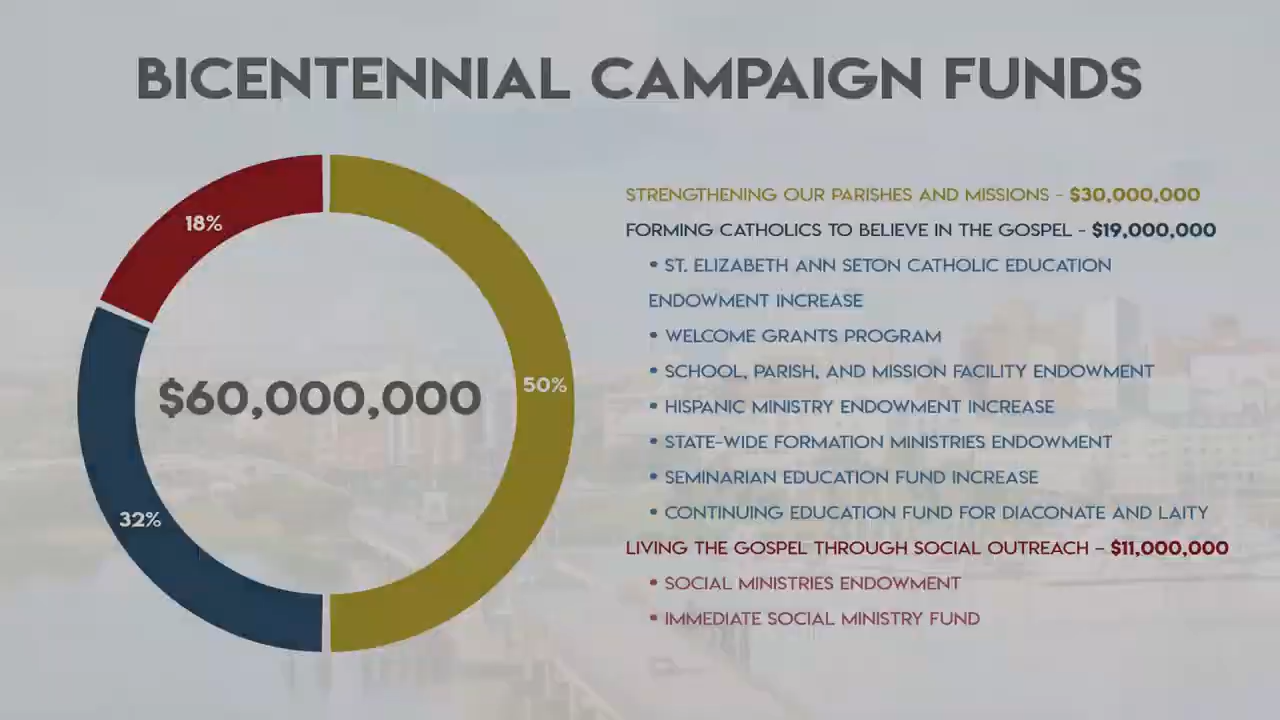 BICENTENNIAL CAMPAIGN FUNDS
18%
50%
32%
$60,000,000
STRENGTHENING OUR PARISHES AND MISSIONS - $30,000,000
FORMING CATHOLICS TO BELIEVE IN THE GOSPEL - $19,000,000
• ST. ELIZABETH ANN SETON CATHOLIC EDUCATION
ENDOWMENT INCREASE
• WELCOME GRANTS PROGRAM
• SCHOOL, PARISH, AND MISSION FACILITY ENDOWMENT
• HISPANIC MINISTRY ENDOWMENT INCREASE
• STATE-WIDE FORMATION MINISTRIES ENDOWMENT
• SEMINARIAN EDUCATION FUND INCREASE
• CONTINUING EDUCATION FUND FOR DIACONATE AND LAITY
LIVING THE GOSPEL THROUGH SOCIAL OUTREACH – $11,000,000
• SOCIAL MINISTRIES ENDOWMENT
• IMMEDIATE SOCIAL MINISTRY FUND